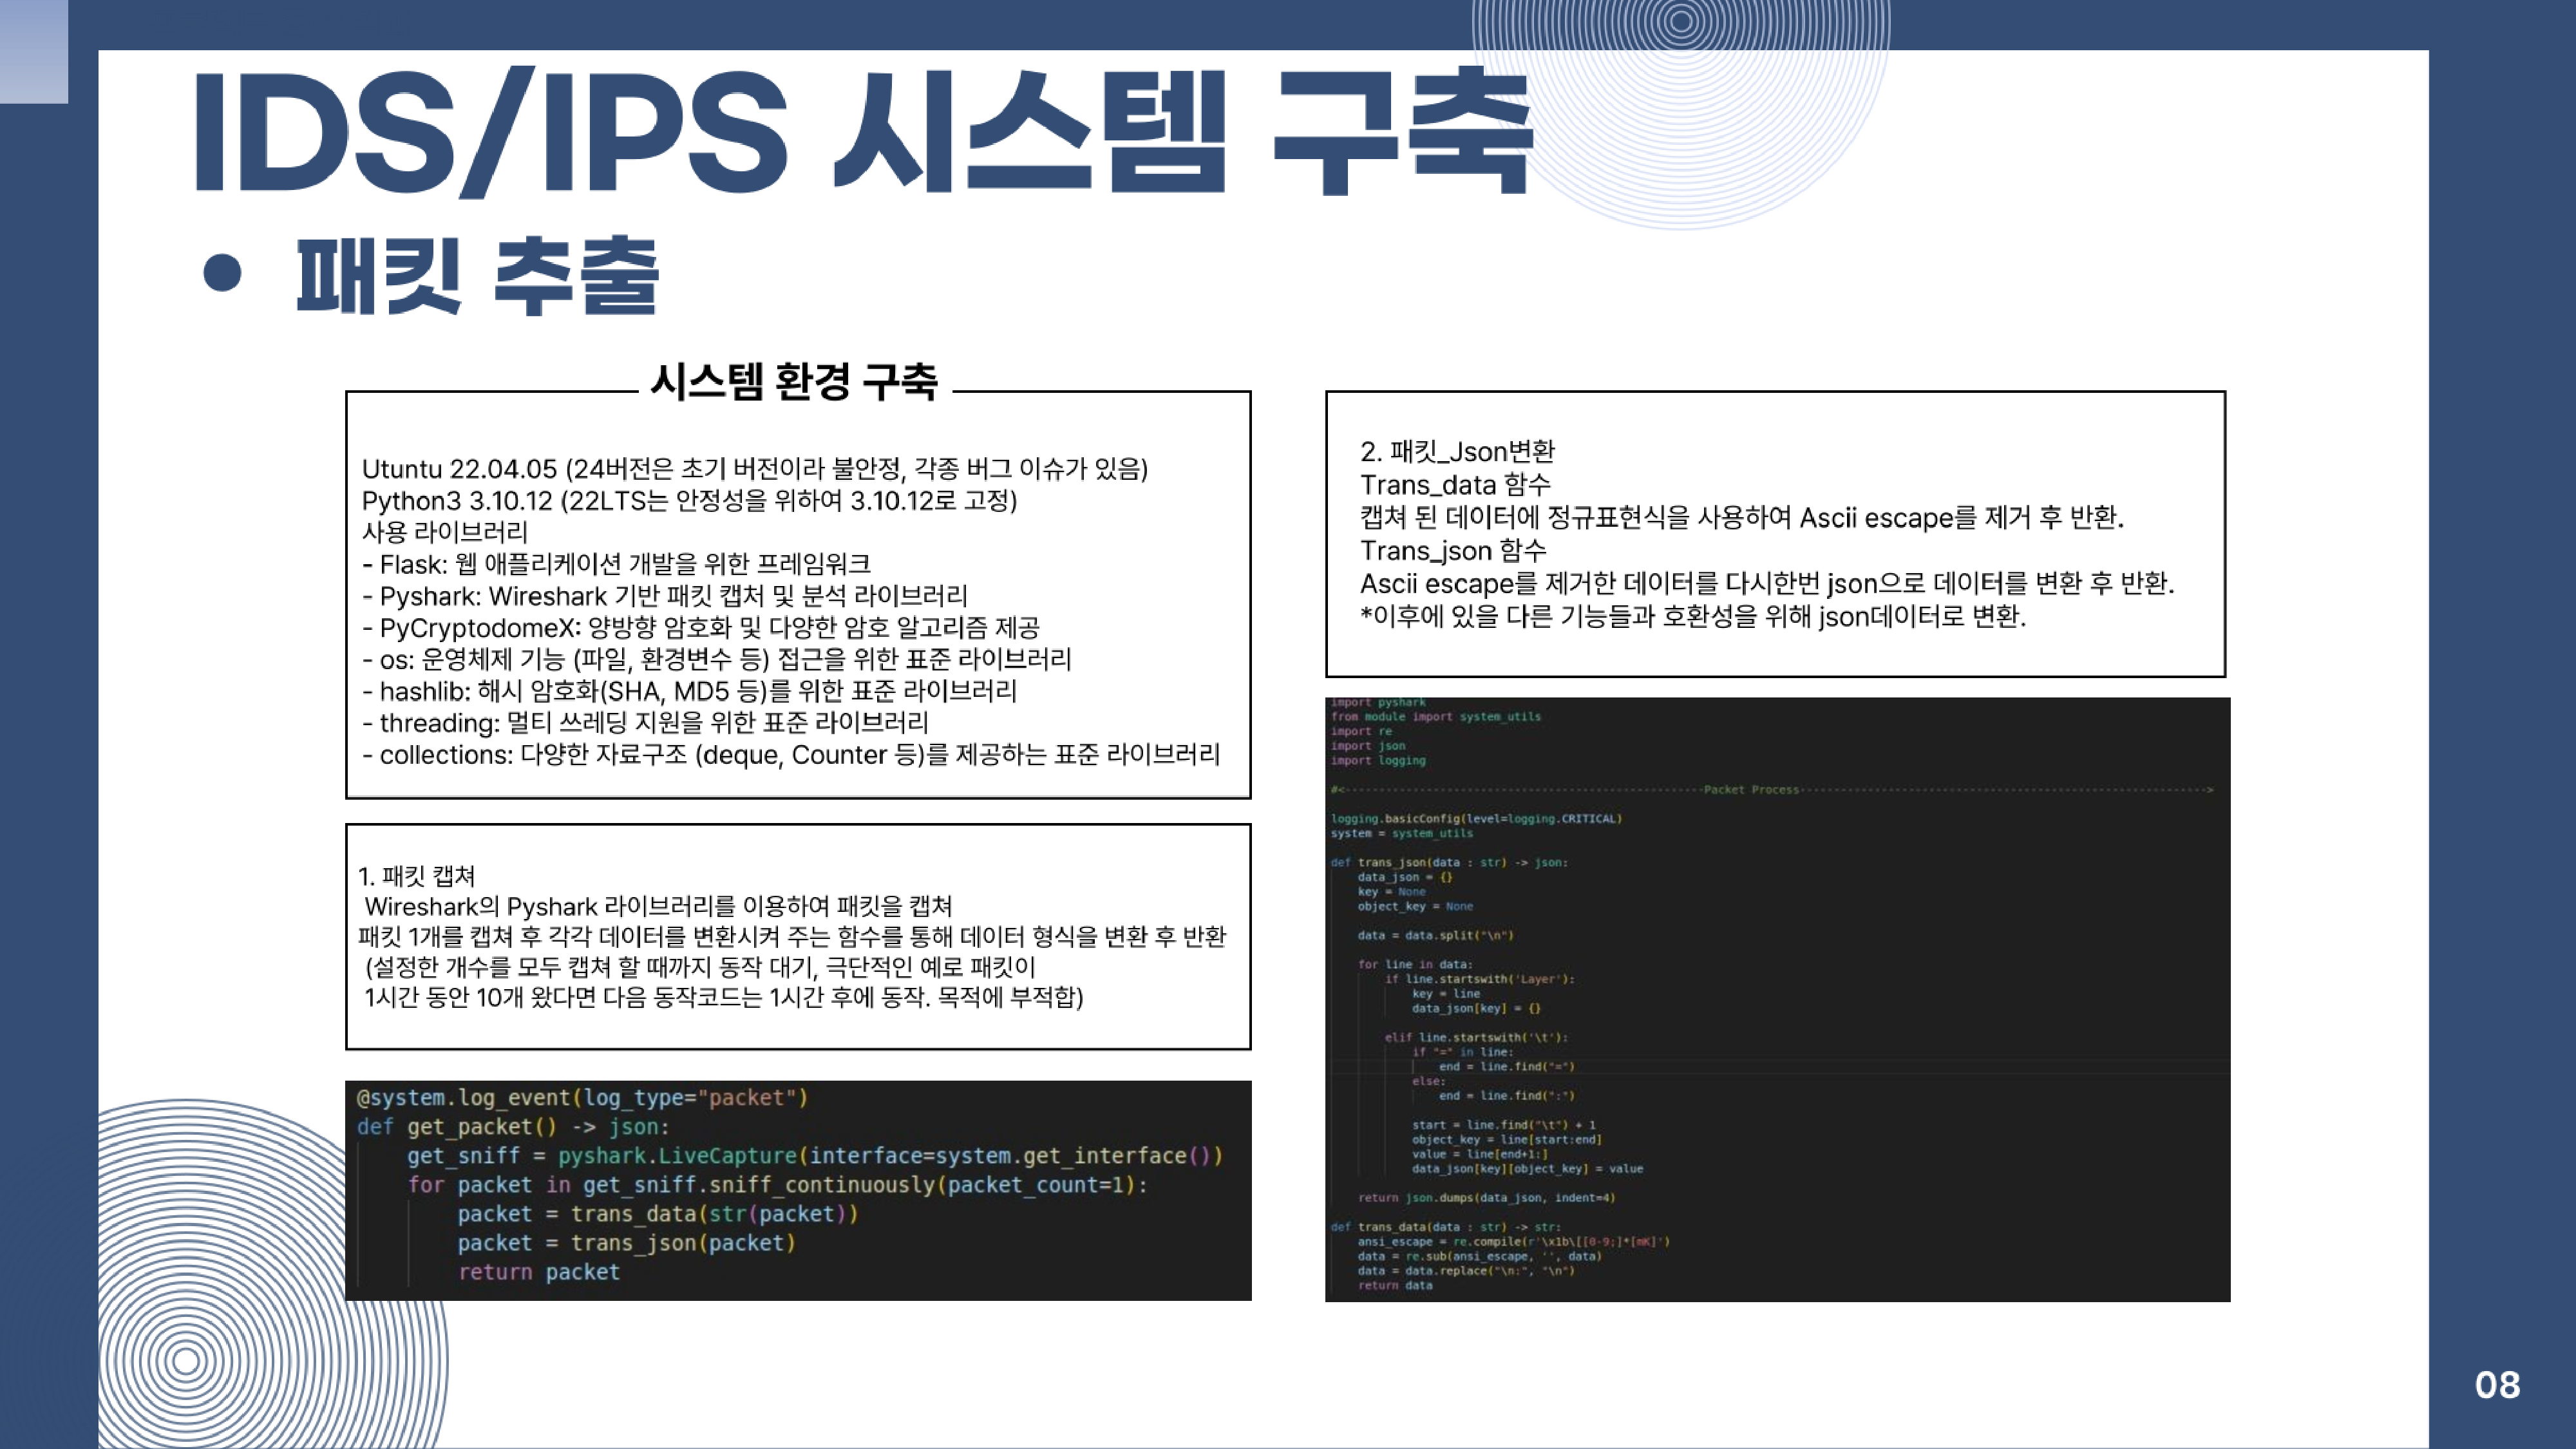 IDS/IPS 시스템 구축
• 패킷 추출
시스템 환경 구축
Utuntu 22.04.05 (24버전은 초기 버전이라 불안정, 각종 버그 이슈가 있음)
Python3 3.10.12 (22LTS는 안정성을 위하여 3.10.12로 고정)
사용 라이브러리
- Flask: 웹 애플리케이션 개발을 위한 프레임워크
- Pyshark: Wireshark 기반 패킷 캡처 및 분석 라이브러리
- PyCryptodomeX: 양방향 암호화 및 다양한 암호 알고리즘 제공
- os: 운영체제 기능 (파일, 환경변수 등) 접근을 위한 표준 라이브러리
- hashlib: 해시 암호화(SHA, MD5 등)를 위한 표준 라이브러리
- threading: 멀티 쓰레딩 지원을 위한 표준 라이브러리
- collections: 다양한 자료구조 (deque, Counter 등)를 제공하는 표준 라이브러리
1. 패킷 캡쳐
Wireshark의 Pyshark 라이브러리를 이용하여 패킷을 캡쳐
패킷 1개를 캡쳐 후 각각 데이터를 변환시켜 주는 함수를 통해 데이터 형식을 변환 후 반환
(설정한 개수를 모두 캡쳐 할 때까지 동작 대기, 극단적인 예로 패킷이
1시간 동안 10개 왔다면 다음 동작코드는 1시간 후에 동작. 목적에 부적합)
@system.log_event(log_type="packet")
def get_packet() -> json:
    get_sniff = pyshark.LiveCapture(interface=system.get_interface())
    for packet in get_sniff.sniff_continuously(packet_count=1):
        packet = trans_data(str(packet))
        packet = trans_json(packet)
        return packet
2. 패킷_Json변환
Trans_data 함수
캡쳐 된 데이터에 정규표현식을 사용하여 Ascii escape를 제거 후 반환.
Trans_json 함수
Ascii escape를 제거한 데이터를 다시한번 json으로 데이터를 변환 후 반환.
*이후에 있을 다른 기능들과 호환성을 위해 json데이터로 변환.
import pyshark
from module import system_utils
import re
import json
import logging
#<-----------------------------------------------------Packet Process------------------------------------------------------------>
logging.basicConfig(level=logging.CRITICAL)
system = system_utils
def trans_json(data : str) -> json:
    data_json = {}
    key = None
    object_key = None
    data = data.split("\n")
    for line in data:
        if line.startswith('Layer'):
            key = line
            data_json[key] = {}
        elif line.startswith('\t'):
            if "=" in line:
                end = line.find("=")
            else:
                end = line.find(":")
            start = line.find("\t") + 1
            object_key = line[start:end]
            value = line[end+1:]
            data_json[key][object_key] = value
    return json.dumps(data_json, indent=4)
def trans_data(data : str) -> str:
    ansi_escape = re.compile(r'\x1b\[[0-9;]*[mK]')
    data = re.sub(ansi_escape, '', data)
    data = data.replace("\n:", "\n")
    return data
08